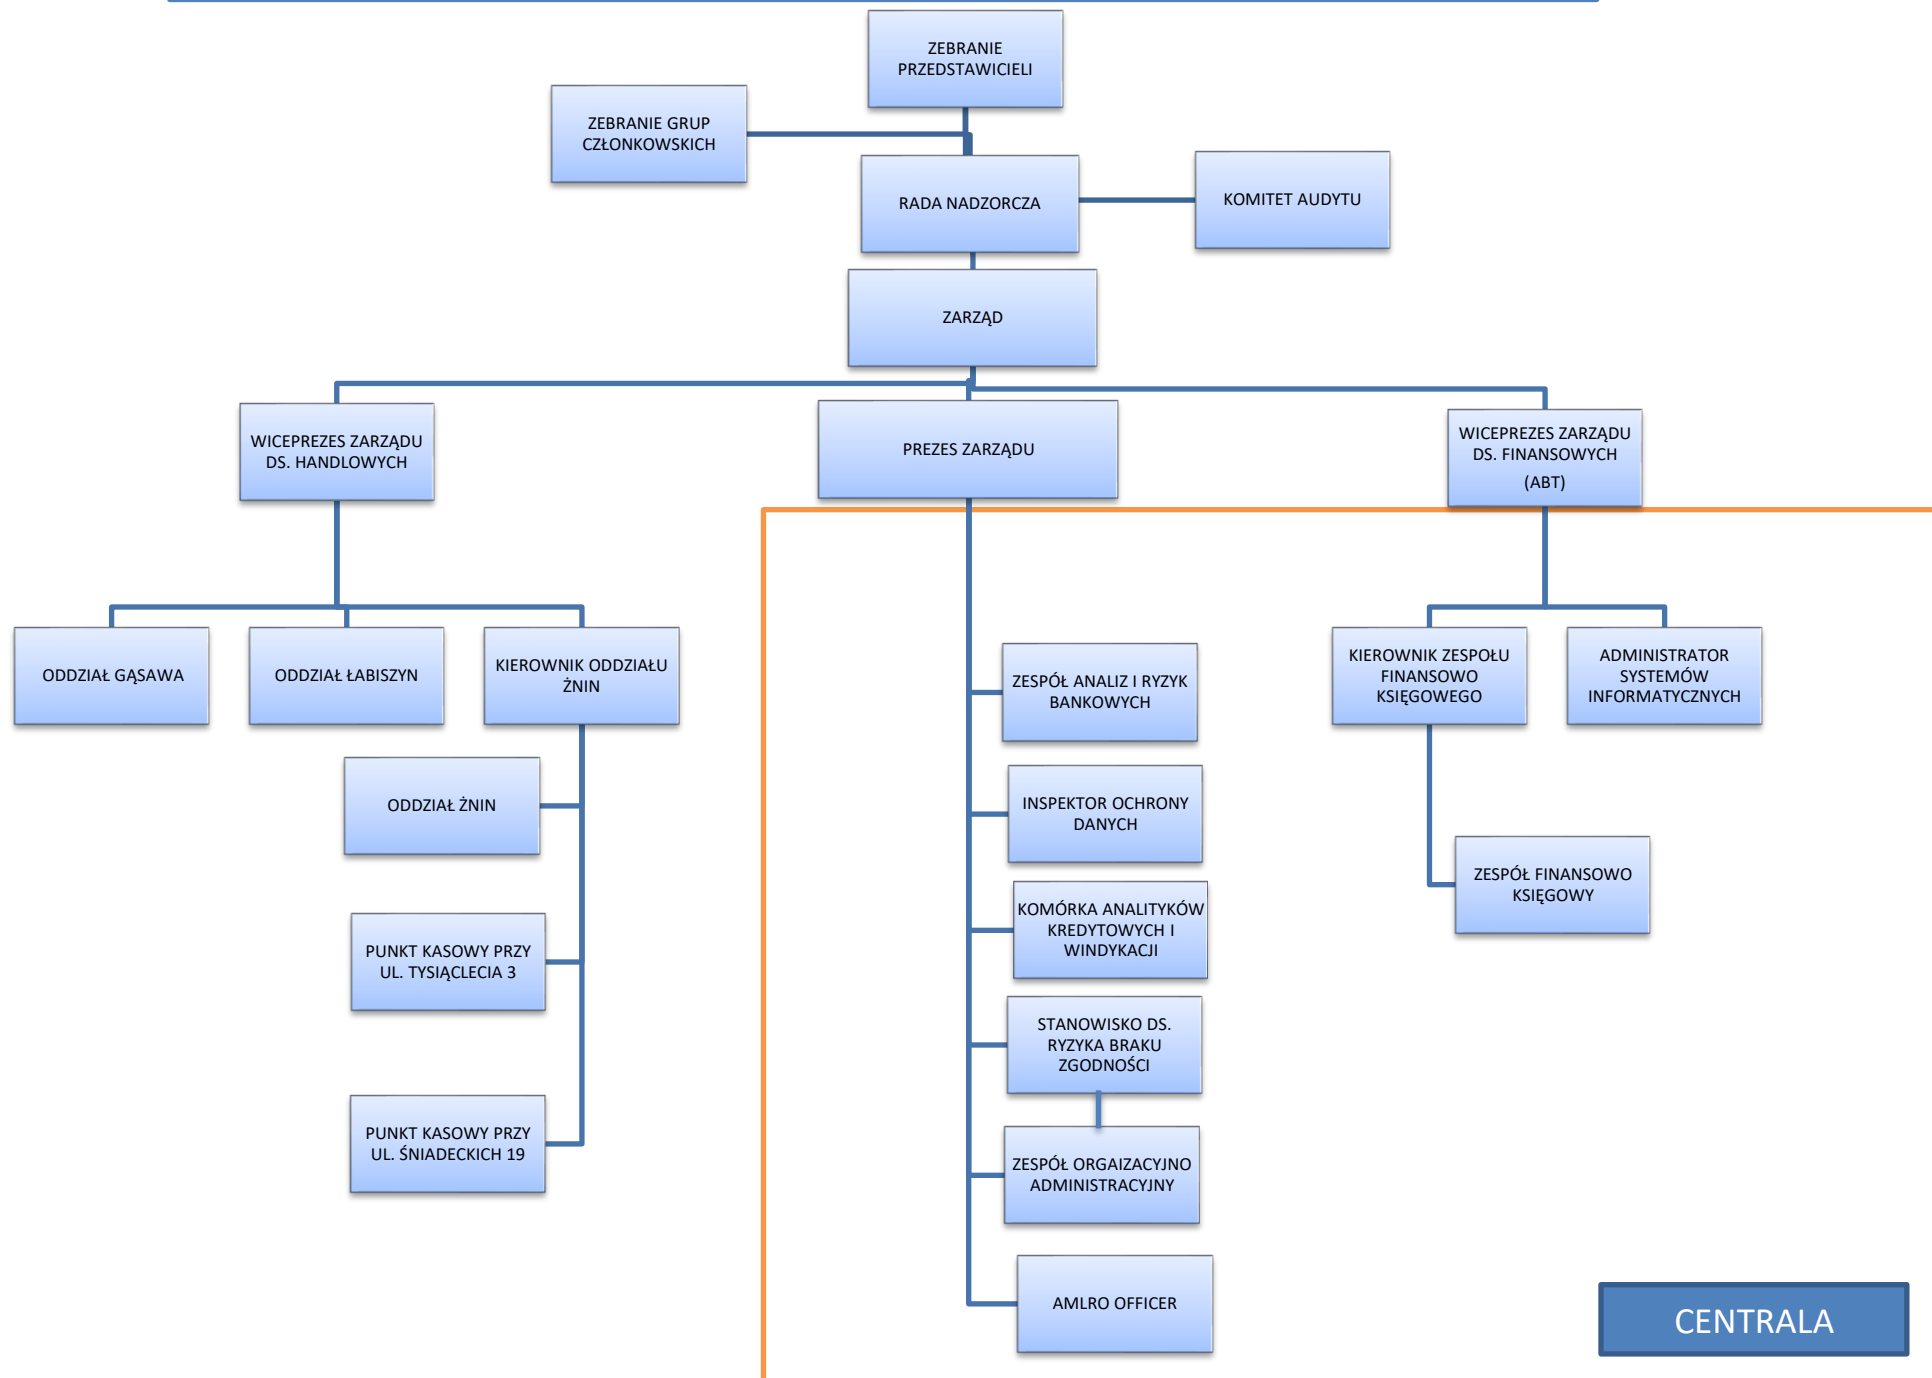 ZEBRANIE
PRZEDSTAWICIELI
ZEBRANIE GRUP
CZŁONKOWSKICH
RADA NADZORCZA
KOMITET AUDYTU
ZARZĄD
WICEPREZES ZARZĄDU
DS. HANDLOWYCH
PREZES ZARZĄDU
WICEPREZES ZARZĄDU
DS. FINANSOWYCH
(ABT)
ODDZIAŁ GĄSAWA
ODDZIAŁ ŁABISZYN
KIEROWNIK ODDZIAŁU
ŻNIN
ODDZIAŁ ŻNIN
PUNKT KASOWY PRZY
UL. TYSIĄCLECIA 3
PUNKT KASOWY PRZY
UL. ŚNIADECKICH 19
ZESPÓŁ ANALIZ I RYZYK
BANKOWYCH
INSPEKTOR OCHRONY
DANYCH
KOMÓRKA ANALITYKÓW
KREDYTOWYCH I
WINDYKACJI
STANOWISKO DS.
RYZYKA BRAKU
ZGODNOŚCI
ZESPÓŁ ORGAIZACYJNO
ADMINISTRACYJNY
AMLRO OFFICER
KIEROWNIK ZESPOŁU
FINANSOWO
KSIĘGOWEGO
ADMINISTRATOR
SYSTEMÓW
INFORMATYCZNYCH
ZESPÓŁ FINANSOWO
KSIĘGOWY
CENTRALA